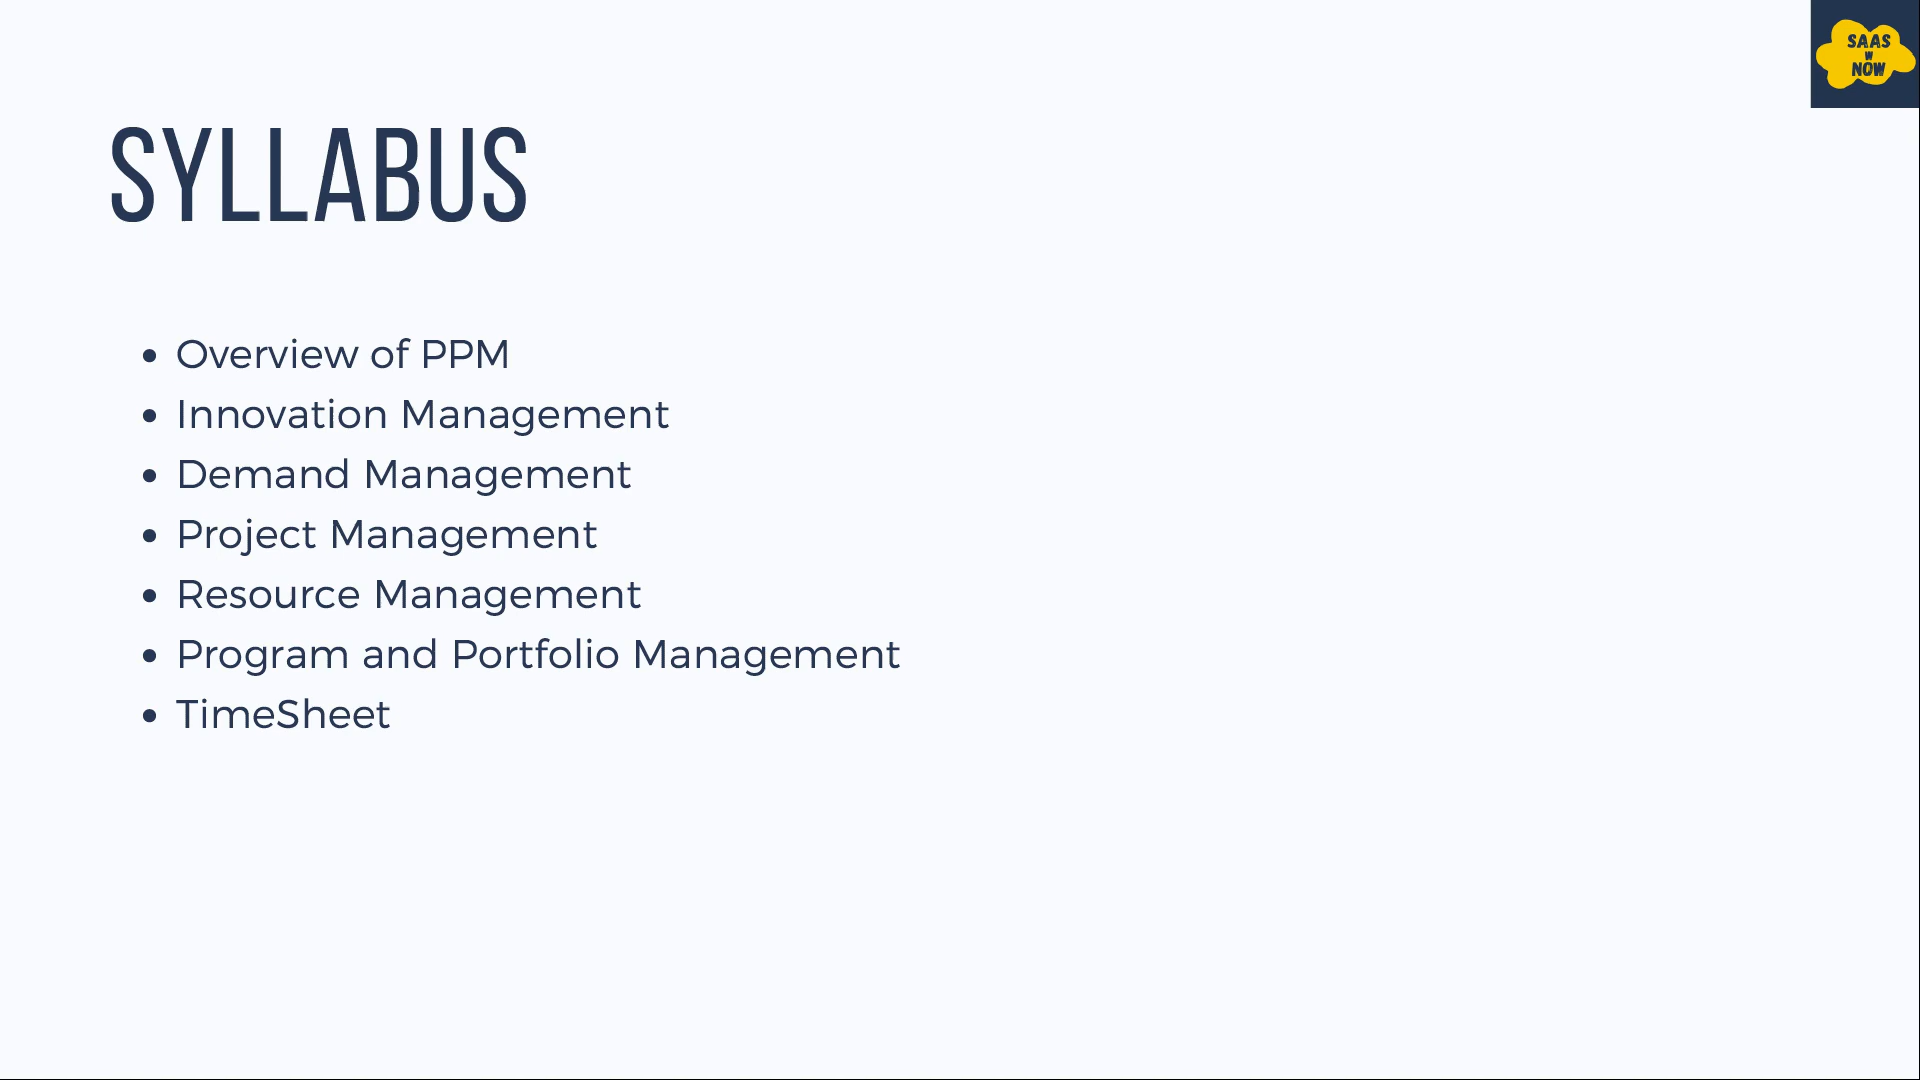 SAAS
W
NOW
SYLLABUS
• Overview of PPM
• Innovation Management
• Demand Management
• Project Management
• Resource Management
• Program and Portfolio Management
• TimeSheet